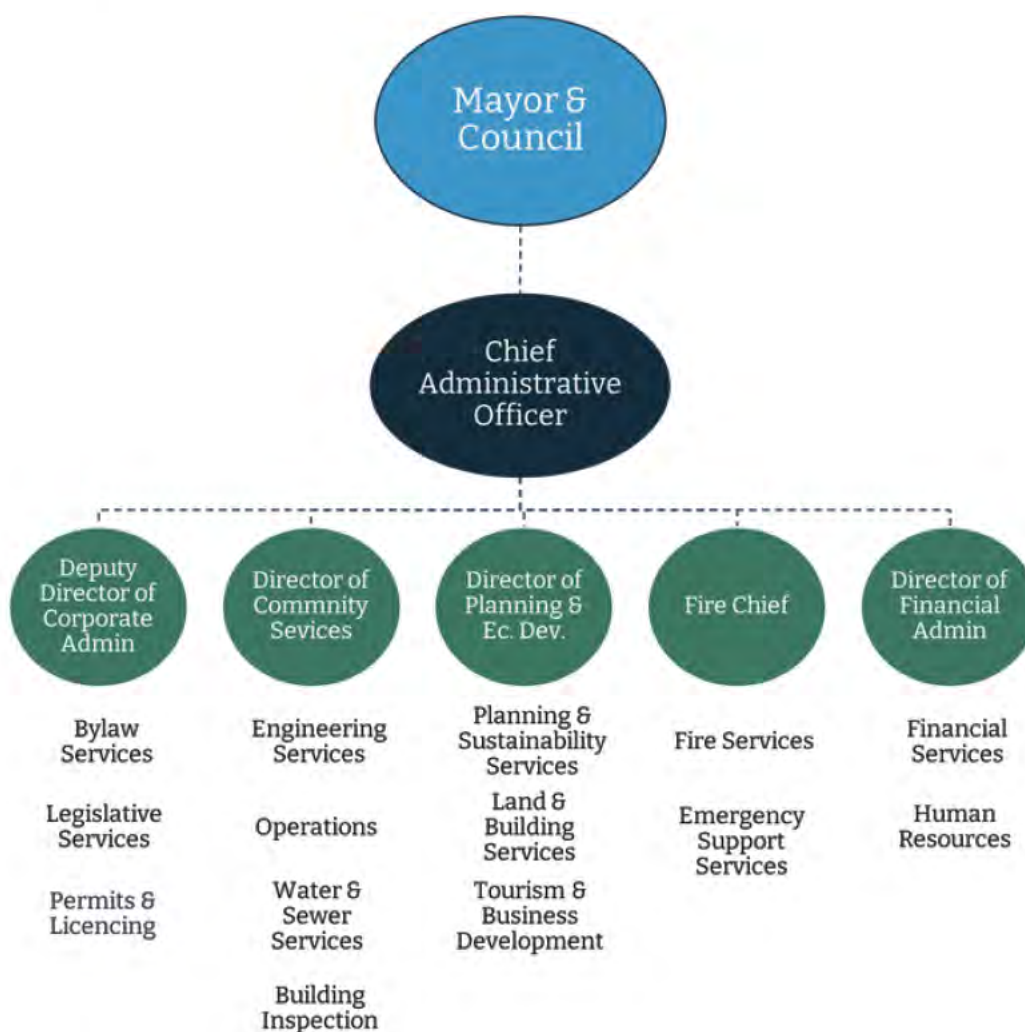 Mayor &
Council
Chief
Administrative
Officer
Deputy
Director of
Corporate
Admin
Director of
Commnity
Sevices
Director of
Planning &
Ec. Dev.
Fire Chief
Director of
Financial
Admin
Bylaw
Services
Legislative
Services
Permits &
Licencing
Engineering
Services
Operations
Water &
Sewer
Services
Building
Inspection
Planning &
Sustainability
Services
Land &
Building
Services
Tourism &
Business
Development
Fire Services
Emergency
Support
Services
Financial
Services
Human
Resources